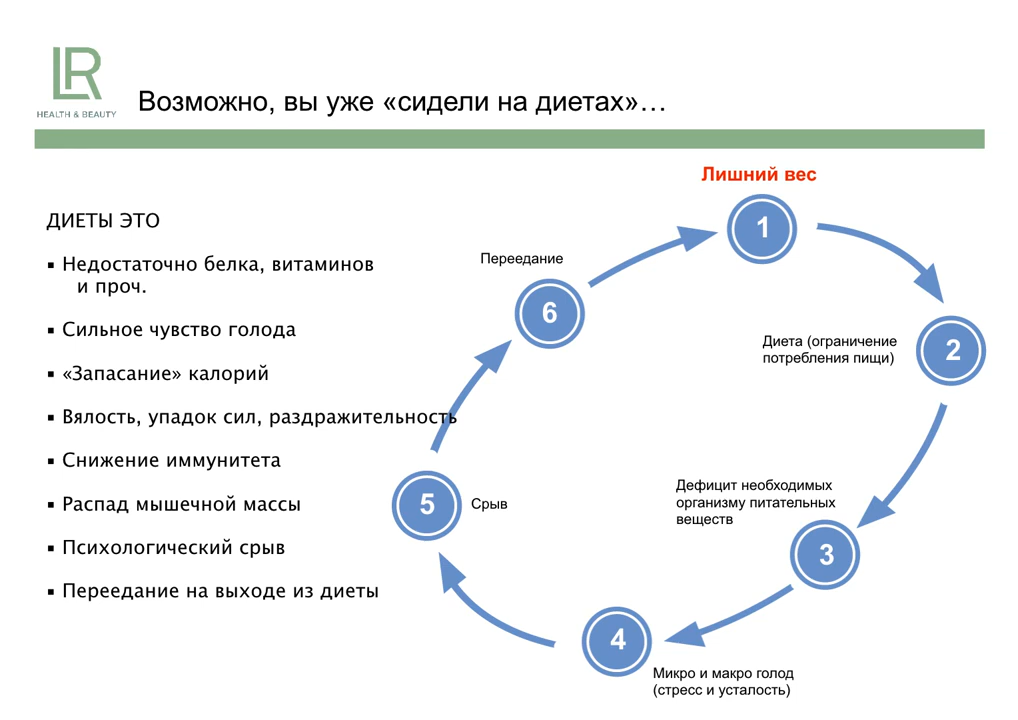 LR
HEALTH & BEAUTY
Возможно, вы уже «сидели на диетах»…
ДИЕТЫ ЭТО
▪ Недостаточно белка, витаминов
и проч.
▪ Сильное чувство голода
▪ «Запасание» калорий
▪ Вялость, упадок сил, раздражительность
▪ Снижение иммунитета
▪ Распад мышечной массы
▪ Психологический срыв
▪ Переедание на выходе из диеты
Лишний вес
1
Диета (ограничение
потребления пищи)
2
Дефицит необходимых
организму питательных
веществ
3
4
Микро и макро голод
(стресс и усталость)
5
Срыв
Переедание
6